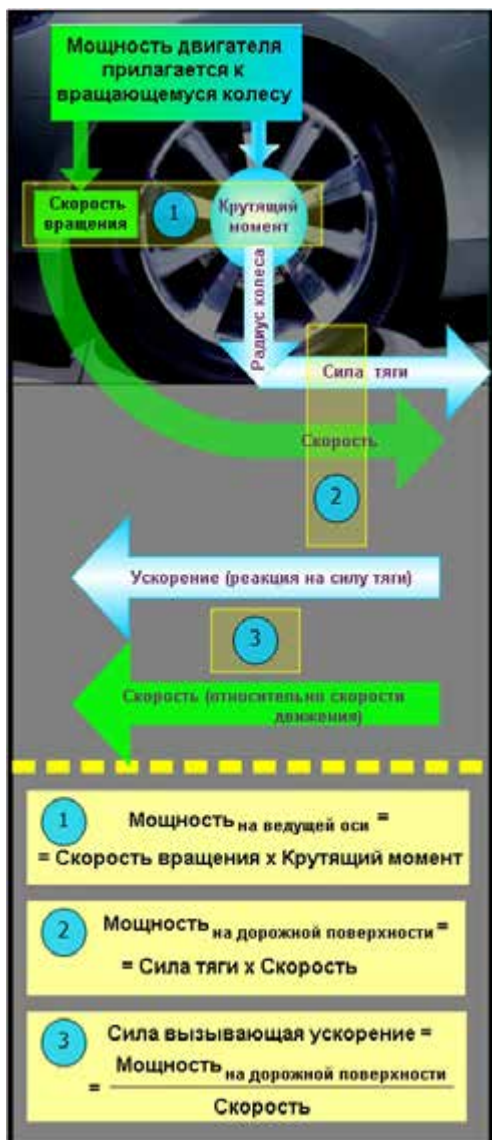 Мощность двигателя
прилагается к
вращающемуся колесу
Скорость
вращения
1
Крутящий
момент
Радиус колеса
Сила тяги
Скорость
2
Ускорение (реакция на силу тяги)
3
Скорость (относительно скорости
движения)
1
Мощность на ведущей оси =
= Скорость вращения х Крутящий момент
2
Мощность на дорожной поверхности =
= Сила тяги х Скорость
3
Сила вызывающая ускорение =
= Мощность на дорожной поверхности
Скорость